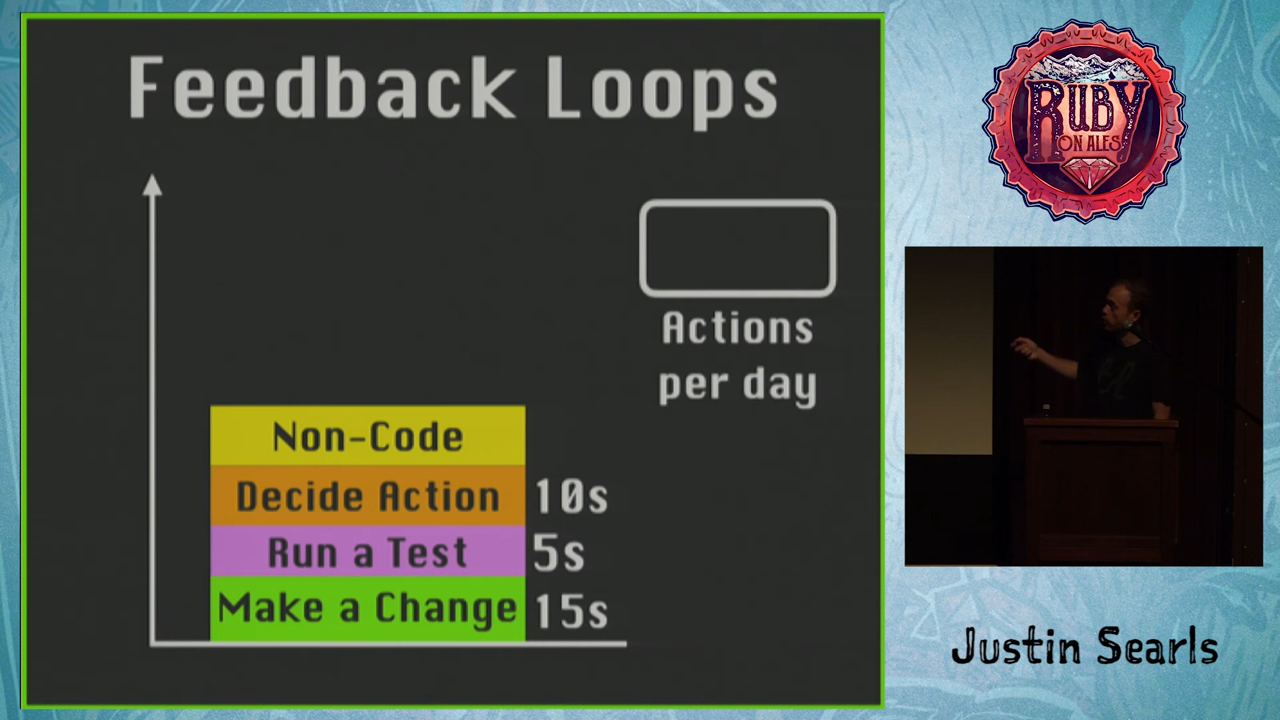 Feedback Loops
Actions
per day
Non-Code
Decide Action 10s
Run a Test 5s
Make a Change 15s
RUBY
ON ALES
Justin Searls